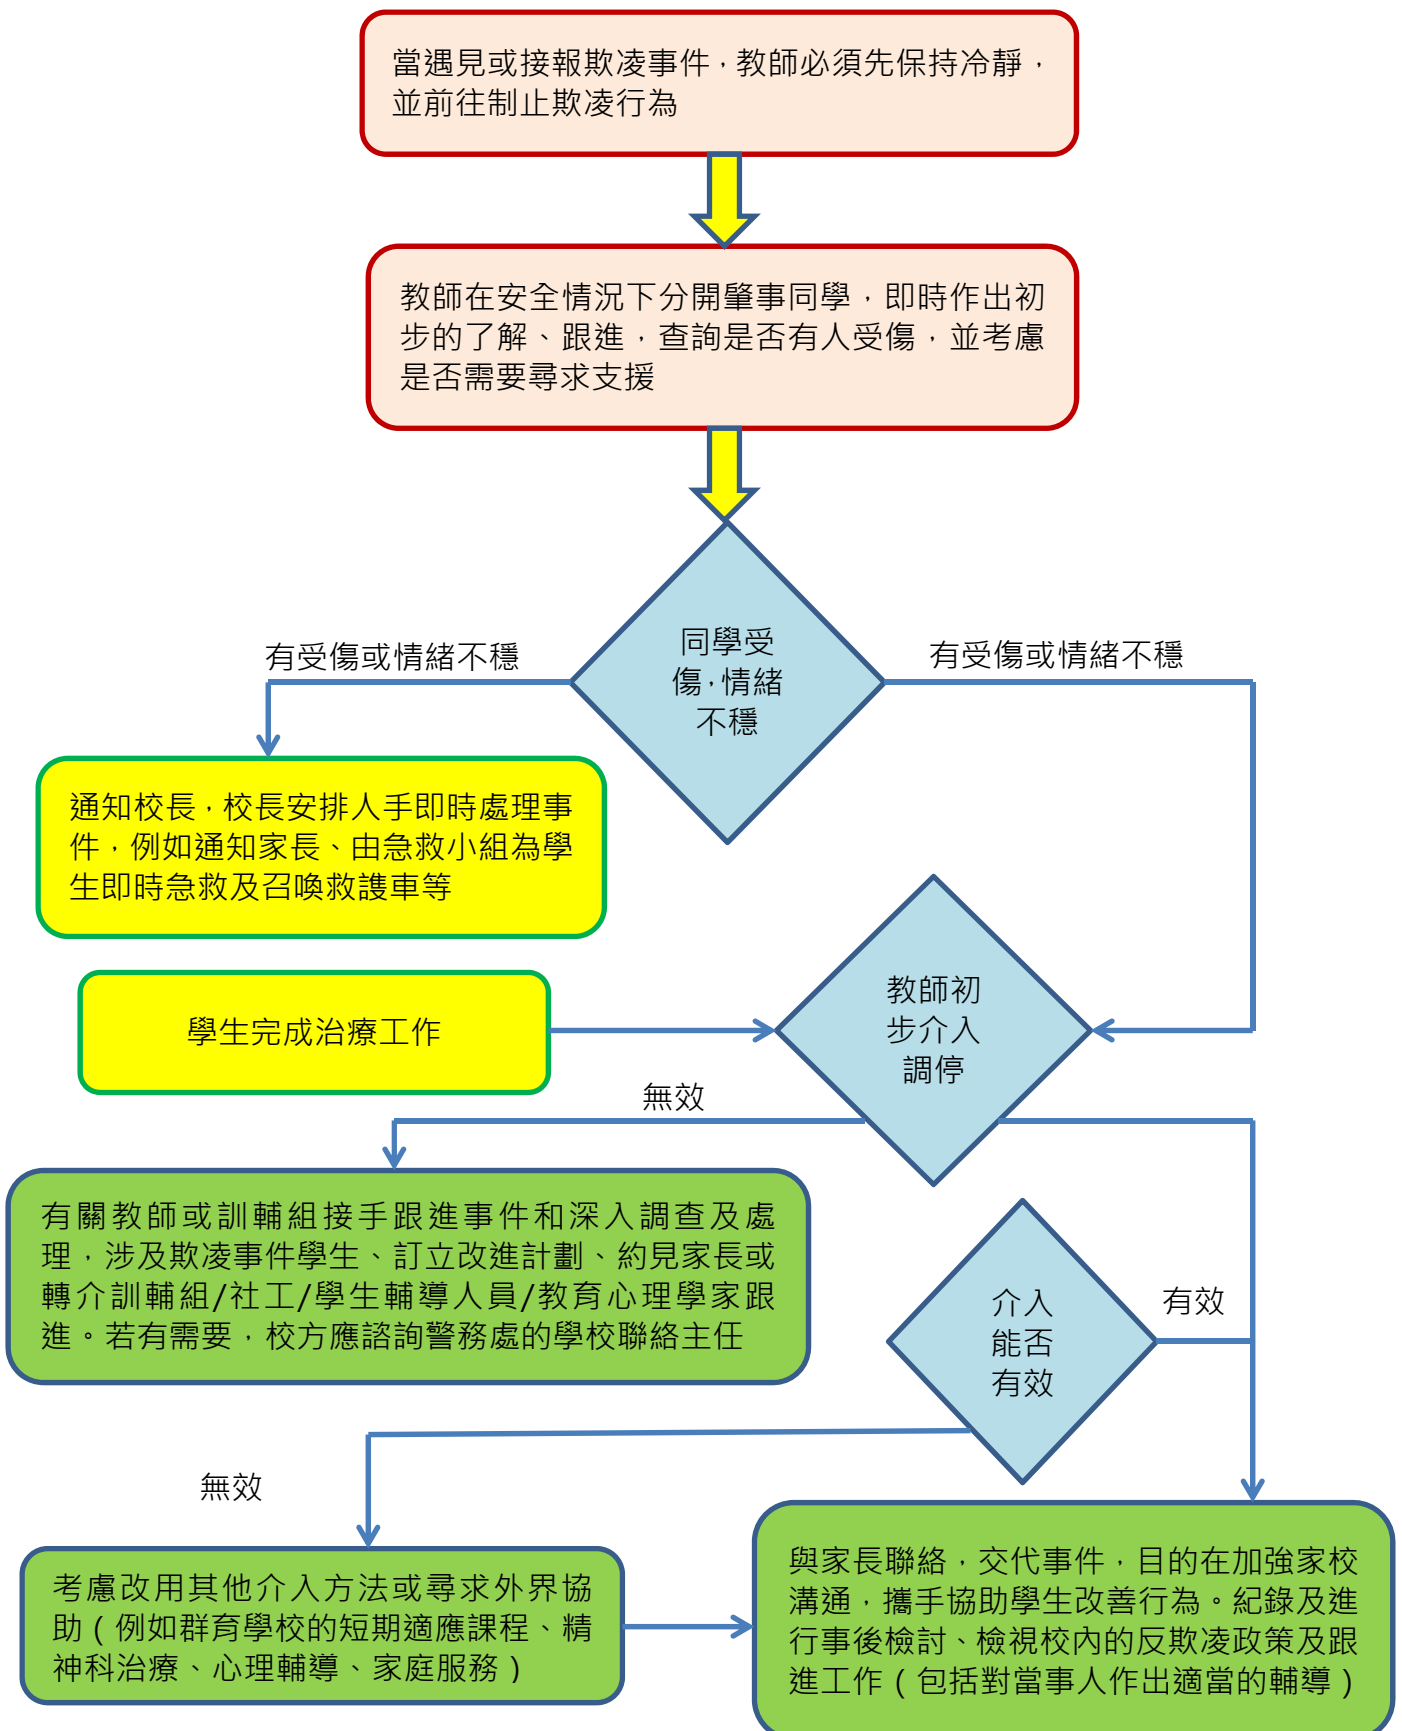 當遇見或接報欺凌事件，教師必須先保持冷靜，
並前往制止欺凌行為
教師在安全情況下分開肇事同學，即時作出初
步的了解、跟進，查詢是否有人受傷，並考慮
是否需要尋求支援
同學受
傷，情緒
不穩
有受傷或情緒不穩
有受傷或情緒不穩
通知校長，校長安排人手即時處理事
件，例如通知家長、由急救小組為學
生即時急救及召喚救護車等
學生完成治療工作
教師初
步介入
調停
無效
有關教師或訓輔組接手跟進事件和深入調查及處
理，涉及欺凌事件學生、訂立改進計劃、約見家長或
轉介訓輔組/社工/學生輔導人員/教育心理學家跟
進。若有需要，校方應諮詢警務處的學校聯絡主任
介入
能否
有效
有效
無效
考慮改用其他介入方法或尋求外界協
助（例如群育學校的短期適應課程、精
神科治療、心理輔導、家庭服務）
與家長聯絡，交代事件，目的在加強家校
溝通，攜手協助學生改善行為。紀錄及進
行事後檢討、檢視校內的反欺凌政策及跟
進工作（包括對當事人作出適當的輔導）